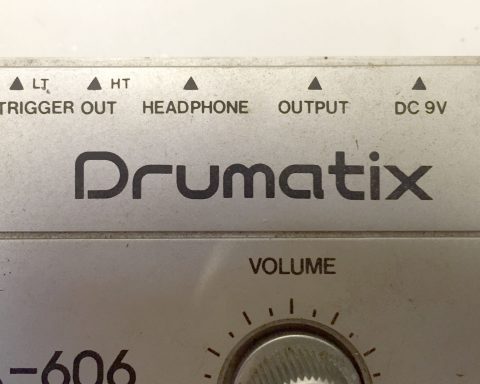 LT HT
TRIGGER OUT HEADPHONE OUTPUT DC 9V
Drumatix
VOLUME
-606